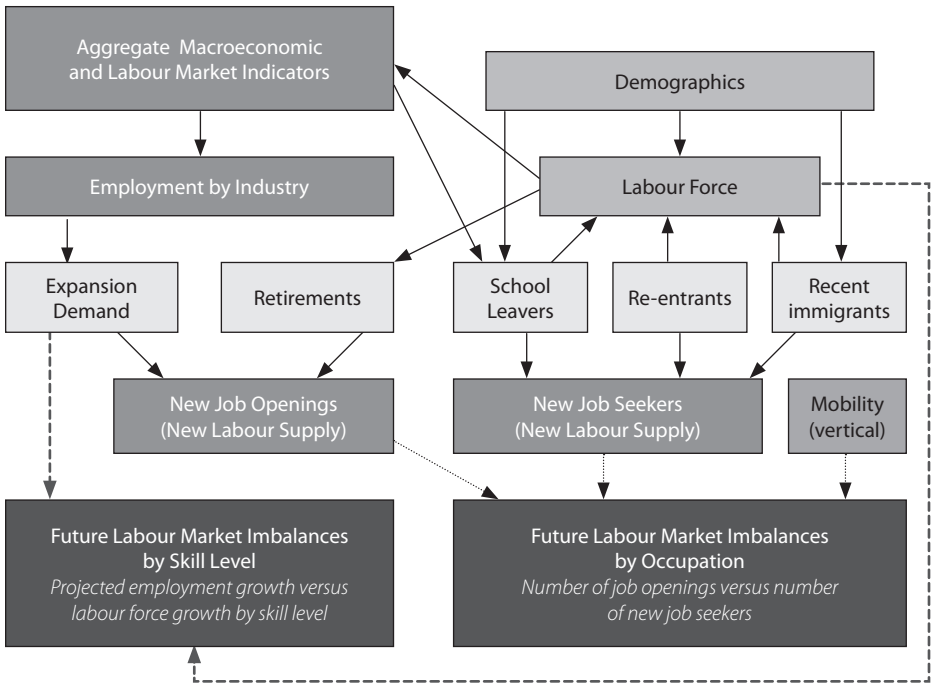 Aggregate Macroeconomic
and Labour Market Indicators
Demographics
Employment by Industry
Labour Force
Expansion
Demand
Retirements
School
Leavers
Re-entrants
Recent
immigrants
New Job Openings
(New Labour Supply)
New Job Seekers
(New Labour Supply)
Mobility
(vertical)
Future Labour Market Imbalances
by Skill Level
Projected employment growth versus
labour force growth by skill level
Future Labour Market Imbalances
by Occupation
Number of job openings versus number
of new job seekers